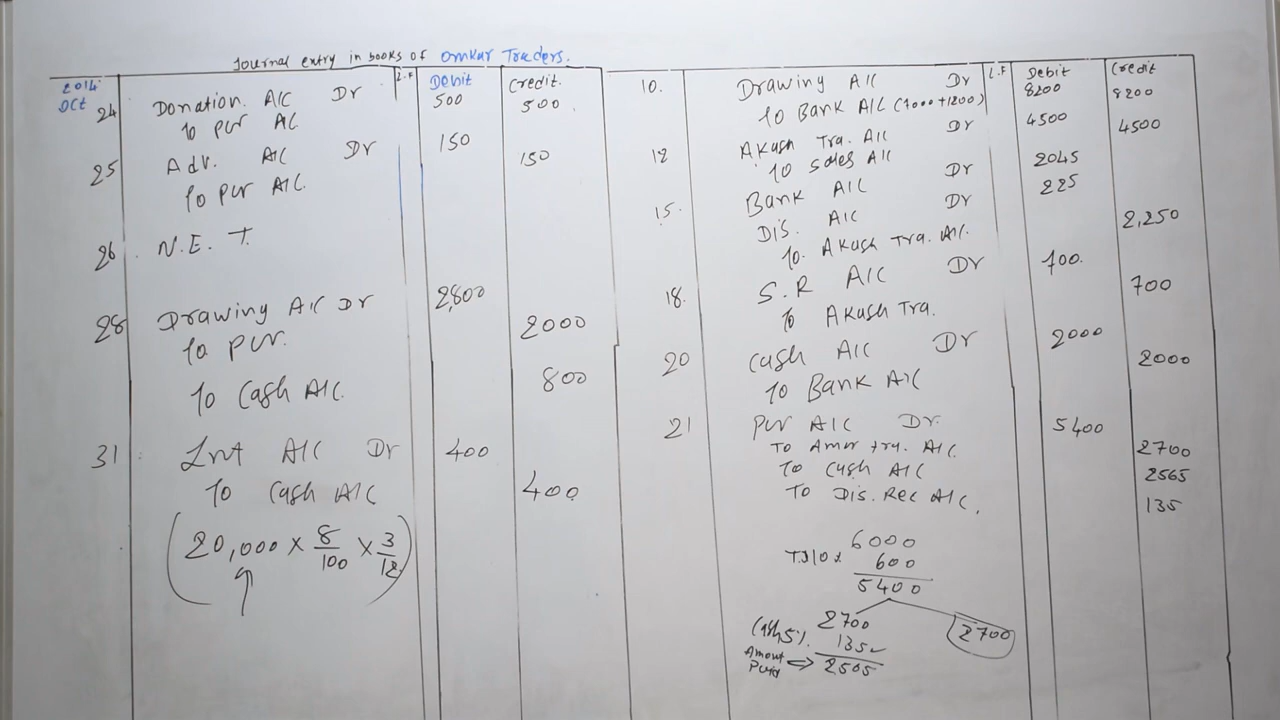 Journal entry in books of Omkar Traders.
2014 L.F Debit Credit.
Oct 24 Donation A/C Dr 500
To pur A/C 500
25 Adv. A/C Dr 150
To pur A/C. 150
26 N.E.T.
28 Drawing A/C Dr 2,800
To pur. 2000
To Cash A/C. 800
31 Int A/C Dr 400
To Cash A/C 400
(20,000 × 8/100 × 3/12)
L.F Debit Credit
10. Drawing A/C Dr 8200
To Bank A/C (7000+1200) 8200
12 Akash Tra. A/C Dr 4500
To Sales A/C 4500
15. Bank A/C Dr 2045
Dis. A/C Dr 225
To. Akash Tra. A/C. 2,250
18. S.R A/C Dr 700.
To Akash Tra. 700
20 Cash A/C Dr 2000
To Bank A/C 2000
21 Pur A/C Dr. 5400
To Amar tra. A/C. 2700
To Cash A/C 2565
To Dis. Rec A/C. 135
6000
T.D 10% 600
5400
2700 2700
Cash 5% 135
Amount Paid ⇒ 2565